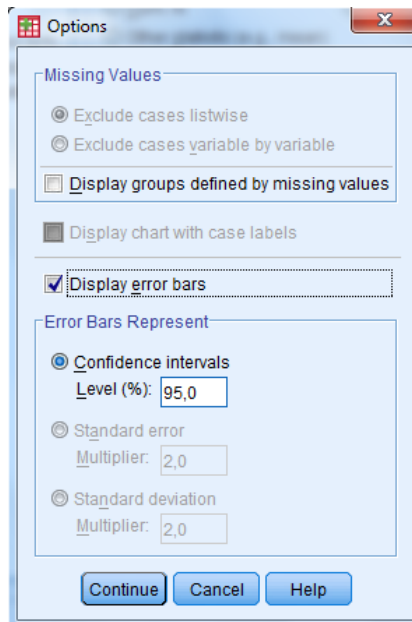 Options
Missing Values
Exclude cases listwise
Exclude cases variable by variable
Display groups defined by missing values
Display chart with case labels
Display error bars
Error Bars Represent
Confidence intervals
Level (%): 95,0
Standard error
Multiplier: 2,0
Standard deviation
Multiplier: 2,0
Continue Cancel Help